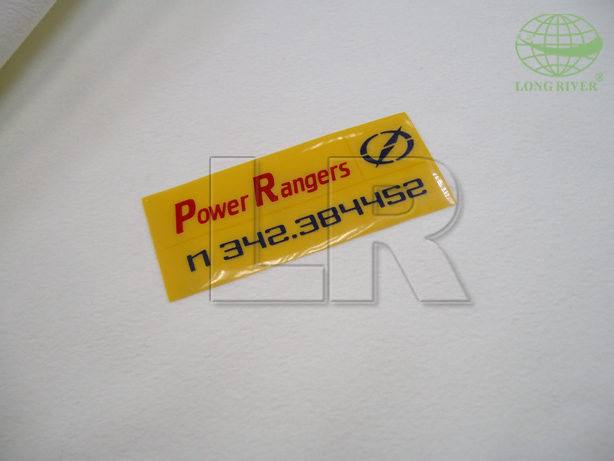 LONG RIVER®
Power Rangers
n 342.384452
LR